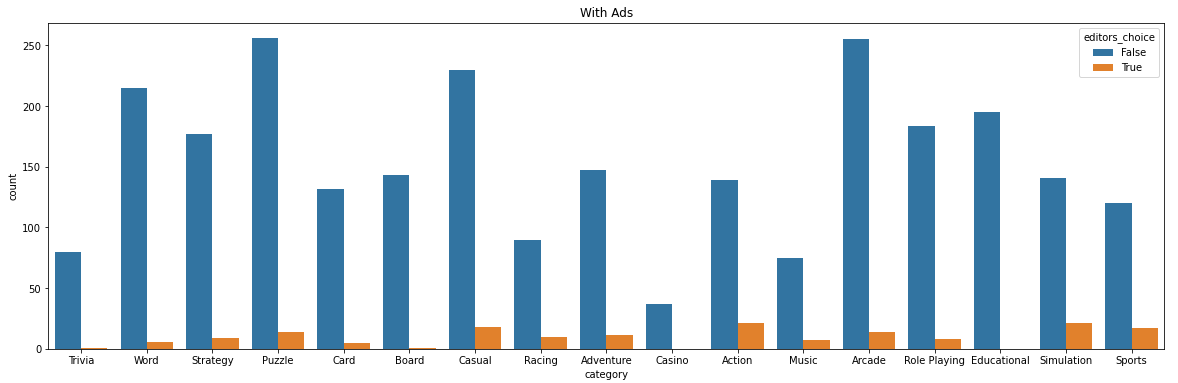 With Ads
editors_choice
False
True
count
250
200
150
100
50
0
Trivia Word Strategy Puzzle Card Board Casual Racing Adventure Casino Action Music Arcade Role Playing Educational Simulation Sports
category